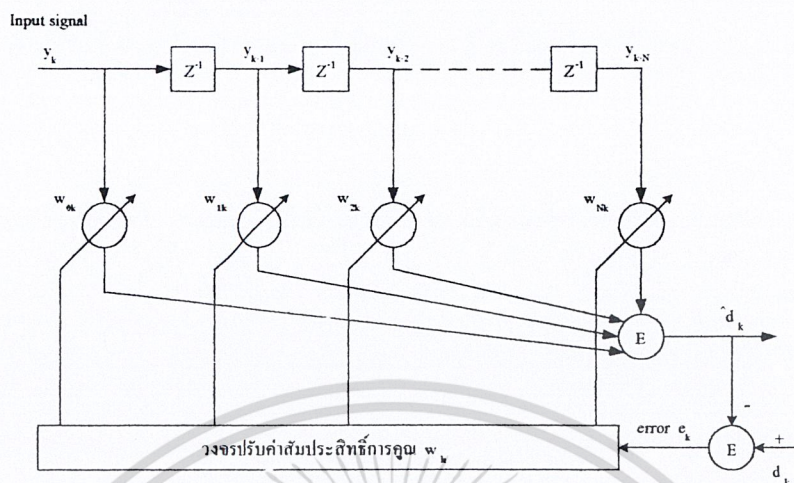 Input signal
y_k
Z^-1
y_k-1
Z^-1
y_k-2
Z^-1
y_k-N
w_0k
w_1k
w_2k
w_Nk
E
^d_k
-
วงจรปรับค่าสัมประสิทธิ์การคูณ w
error e_k
E
+
d_k